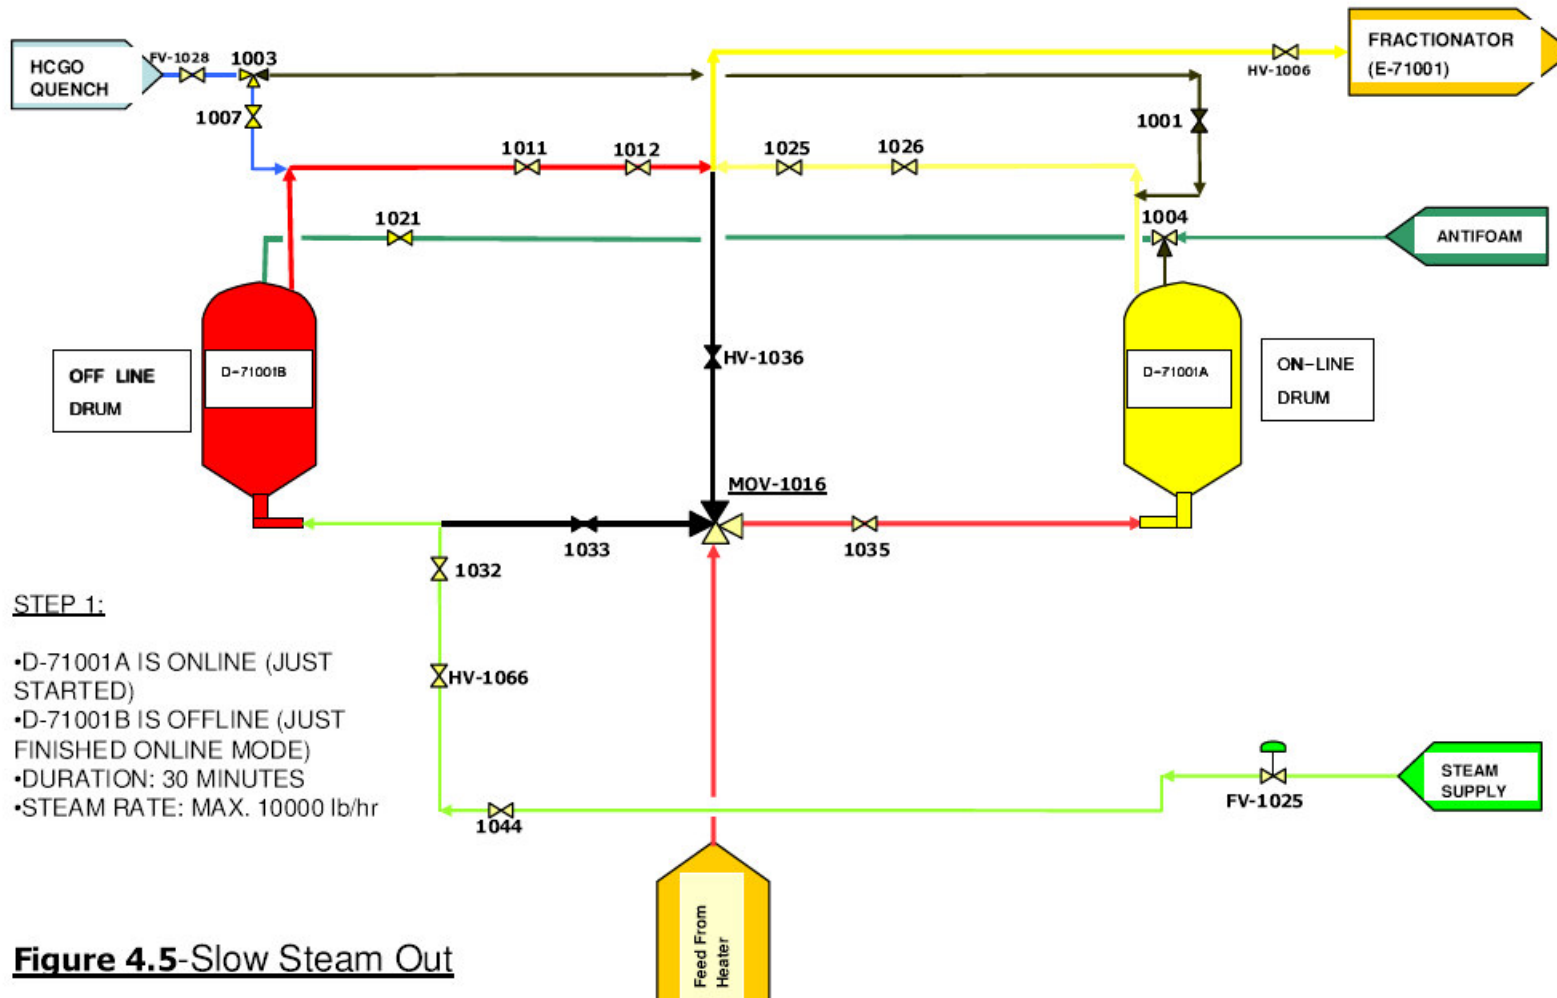 HCGO
QUENCH
FV-1028
1003
1007
1011
1012
1025
1026
HV-1006
FRACTIONATOR
(E-71001)
1001
1021
1004
ANTIFOAM
OFF LINE
DRUM
D-71001B
HV-1036
D-71001A
ON-LINE
DRUM
MOV-1016
1033
1035
1032
HV-1066
STEP 1:
•D-71001A IS ONLINE (JUST
STARTED)
•D-71001B IS OFFLINE (JUST
FINISHED ONLINE MODE)
•DURATION: 30 MINUTES
•STEAM RATE: MAX. 10000 lb/hr
1044
FV-1025
STEAM
SUPPLY
Feed From
Heater
Figure 4.5-Slow Steam Out